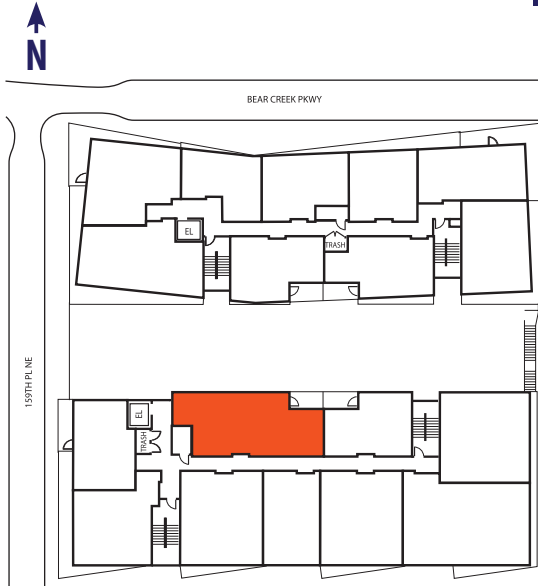 N
BEAR CREEK PKWY
EL
TRASH
159TH PL NE
EL
TRASH